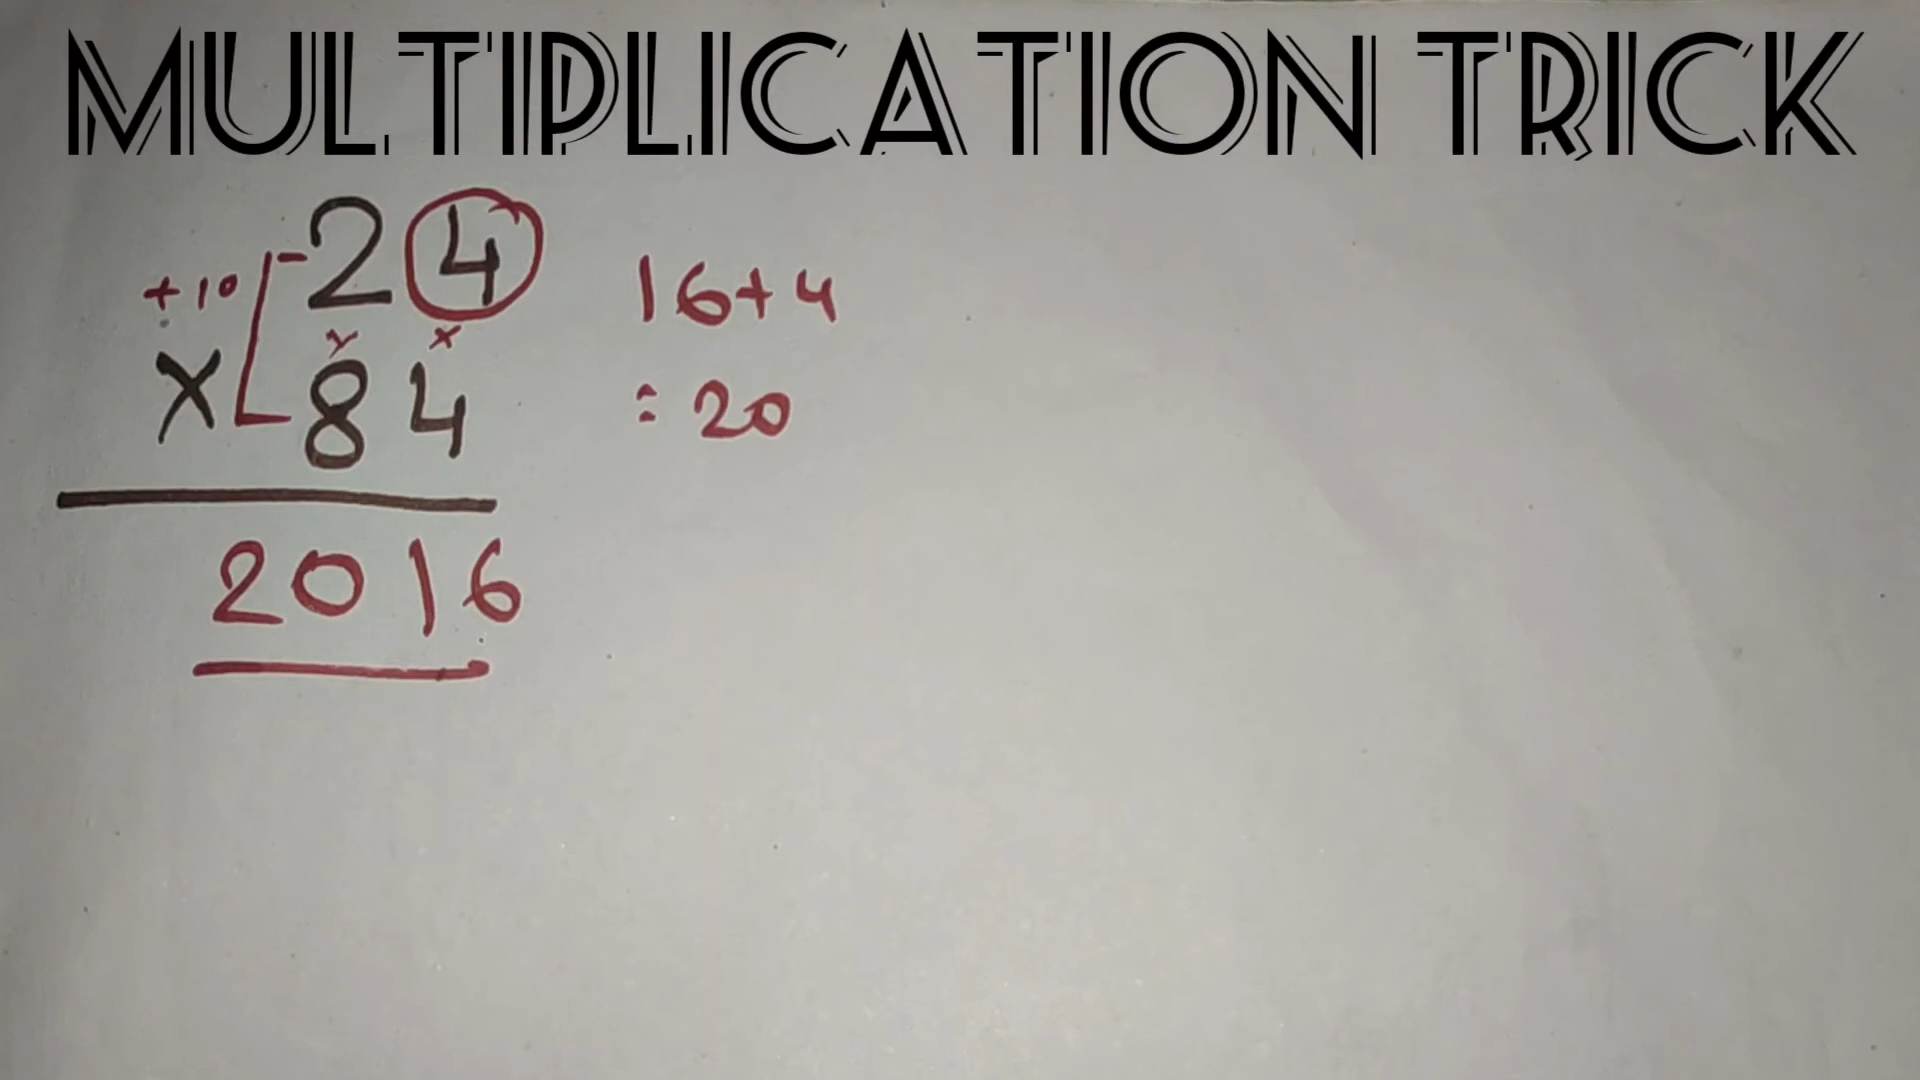 MULTIPLICATION TRICK
24
+10
16+4
x x
X 84
= 20
2016